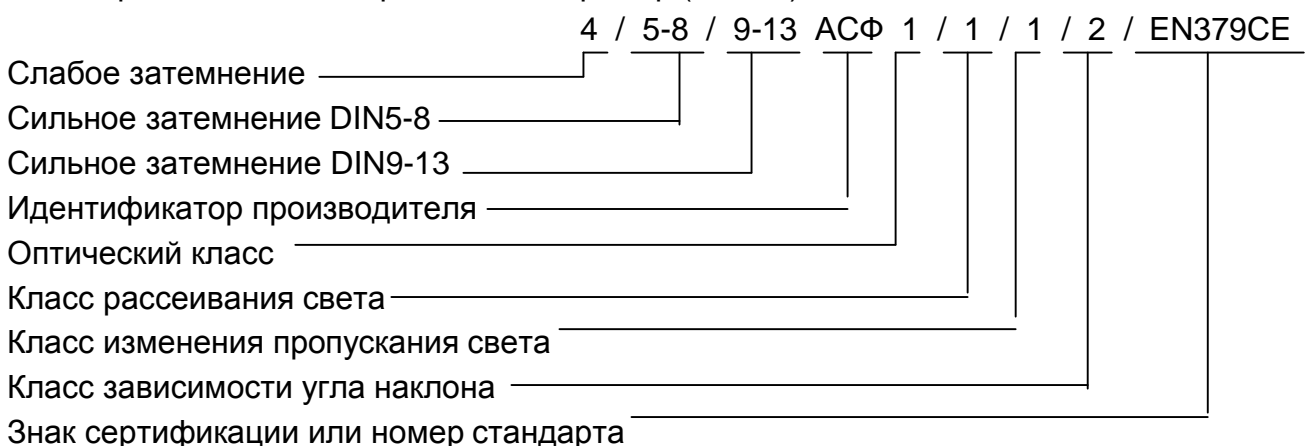 4 / 5-8 / 9-13 АСФ 1 / 1 / 1 / 2 / EN379CE
Слабое затемнение
Сильное затемнение DIN5-8
Сильное затемнение DIN9-13
Идентификатор производителя
Оптический класс
Класс рассеивания света
Класс изменения пропускания света
Класс зависимости угла наклона
Знак сертификации или номер стандарта